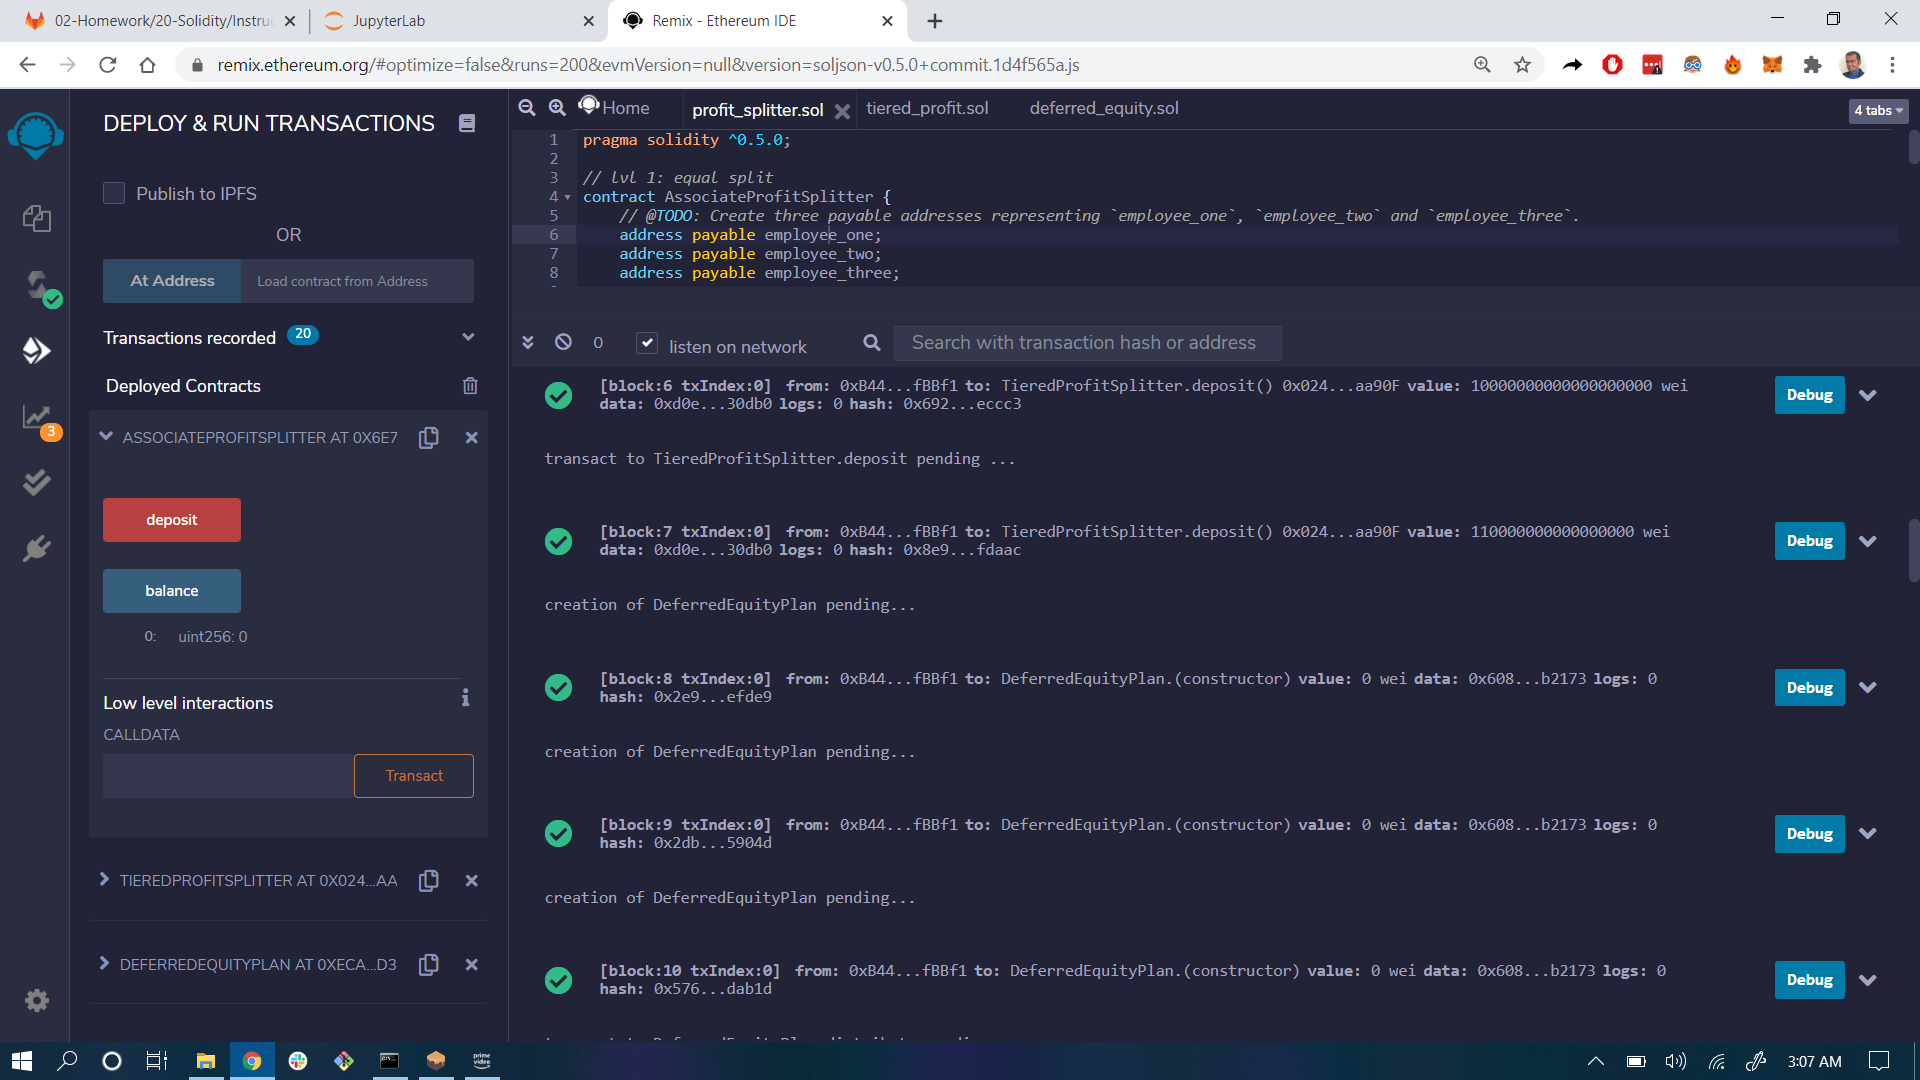 02-Homework/20-Solidity/Instruc
JupyterLab
Remix - Ethereum IDE
remix.ethereum.org/#optimize=false&runs=200&evmVersion=null&version=soljson-v0.5.0+commit.1d4f565a.js
DEPLOY & RUN TRANSACTIONS
Publish to IPFS
OR
At Address
Load contract from Address
Transactions recorded 20
Deployed Contracts
ASSOCIATEPROFITSPLITTER AT 0X6E7
deposit
balance
0: uint256: 0
Low level interactions
CALLDATA
Transact
TIEREDPROFITSPLITTER AT 0X024...AA
DEFERREDEQUITYPLAN AT 0XECA...D3
3
Home
profit_splitter.sol
tiered_profit.sol
deferred_equity.sol
4 tabs
1 pragma solidity ^0.5.0;
2
3 // lvl 1: equal split
4 contract AssociateProfitSplitter {
5 // @TODO: Create three payable addresses representing `employee_one`, `employee_two` and `employee_three`.
6 address payable employee_one;
7 address payable employee_two;
8 address payable employee_three;
0
listen on network
Search with transaction hash or address
[block:6 txIndex:0] from: 0xB44...fBBf1 to: TieredProfitSplitter.deposit() 0x024...aa90F value: 10000000000000000000 wei
data: 0xd0e...30db0 logs: 0 hash: 0x692...eccc3
Debug
transact to TieredProfitSplitter.deposit pending ...
[block:7 txIndex:0] from: 0xB44...fBBf1 to: TieredProfitSplitter.deposit() 0x024...aa90F value: 110000000000000000 wei
data: 0xd0e...30db0 logs: 0 hash: 0x8e9...fdaac
Debug
creation of DeferredEquityPlan pending...
[block:8 txIndex:0] from: 0xB44...fBBf1 to: DeferredEquityPlan.(constructor) value: 0 wei data: 0x608...b2173 logs: 0
hash: 0x2e9...efde9
Debug
creation of DeferredEquityPlan pending...
[block:9 txIndex:0] from: 0xB44...fBBf1 to: DeferredEquityPlan.(constructor) value: 0 wei data: 0x608...b2173 logs: 0
hash: 0x2db...5904d
Debug
creation of DeferredEquityPlan pending...
[block:10 txIndex:0] from: 0xB44...fBBf1 to: DeferredEquityPlan.(constructor) value: 0 wei data: 0x608...b2173 logs: 0
hash: 0x576...dab1d
Debug
prime
video
3:07 AM